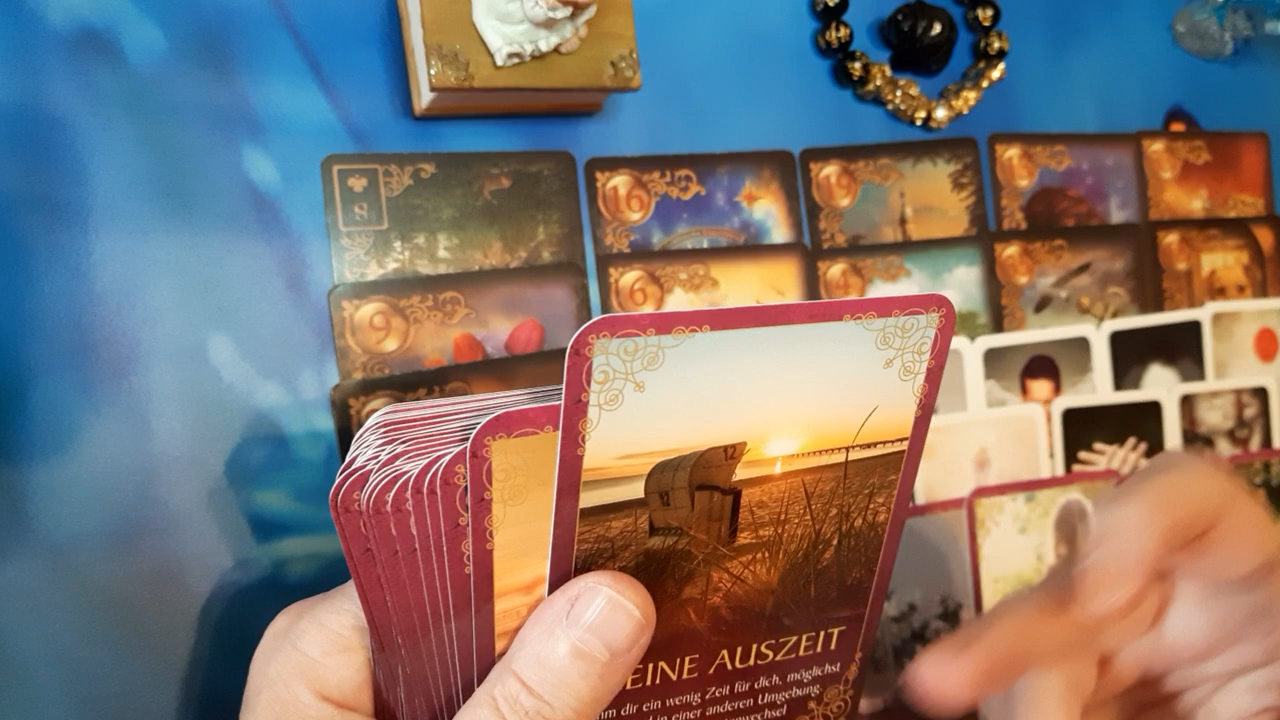 8
16
19
9
6
4
12
EINE AUSZEIT
dir ein wenig Zeit für dich, möglichst
in einer anderen Umgebung.